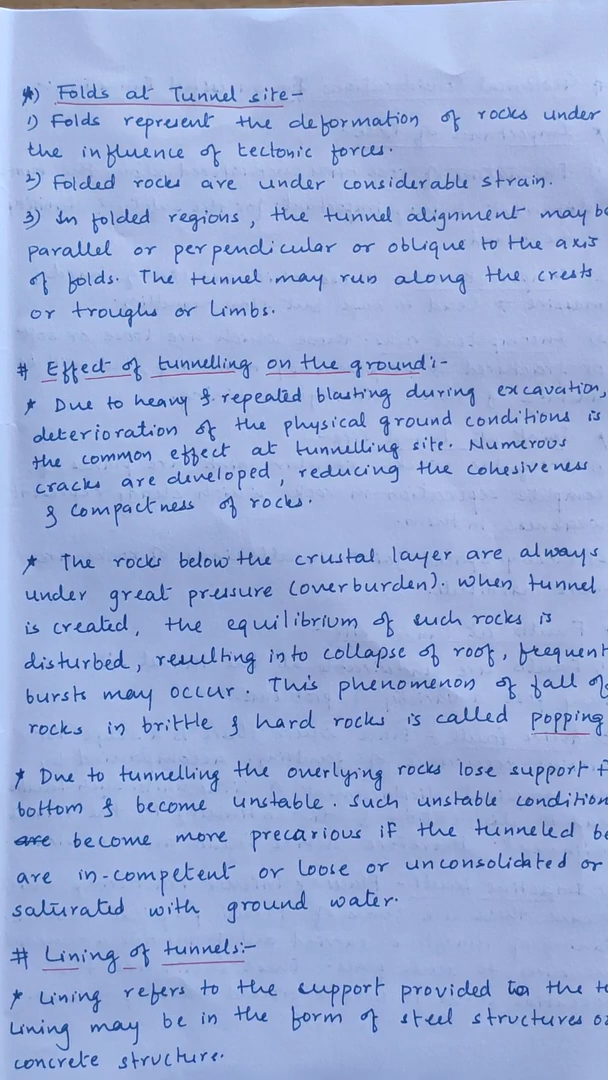 *) Folds at Tunnel site-
1) Folds represent the deformation of rocks under
the influence of tectonic forces.
2) Folded rocks are under considerable strain.
3) In folded regions, the tunnel alignment may be
parallel or perpendicular or oblique to the axis
of folds. The tunnel may run along the crests
or troughs or limbs.
# Effect of tunnelling on the ground:-
* Due to heavy & repeated blasting during excavation,
deterioration of the physical ground conditions is
the common effect at tunnelling site. Numerous
cracks are developed, reducing the cohesiveness
& compactness of rocks.
* The rocks below the crustal layer are always
under great pressure (overburden). When tunnel
is created, the equilibrium of such rocks is
disturbed, resulting into collapse of roof, frequent
bursts may occur. This phenomenon of fall of
rocks in brittle & hard rocks is called popping
* Due to tunnelling the overlying rocks lose support f
bottom & become unstable. Such unstable condition
are become more precarious if the tunneled be
are in-competent or loose or unconsolidated or
saturated with ground water.
# Lining of tunnels:-
* Lining refers to the support provided to the t
Lining may be in the form of steel structures or
concrete structure.